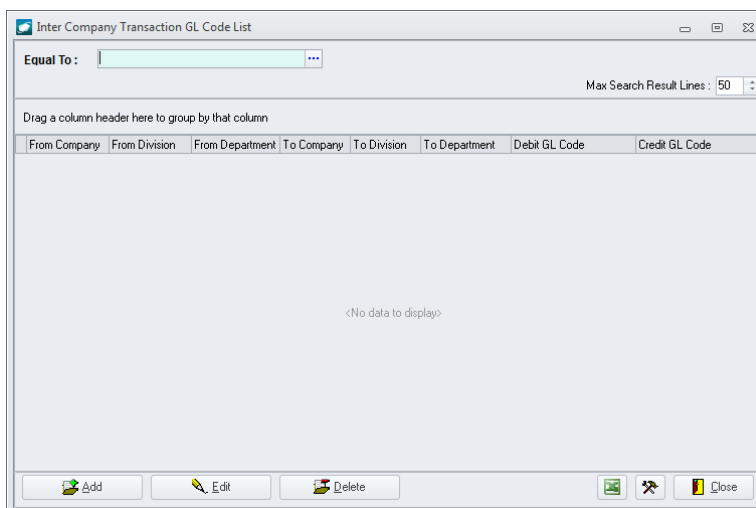 Inter Company Transaction GL Code List
Equal To :
...
Max Search Result Lines : 50
Drag a column header here to group by that column
From Company From Division From Department To Company To Division To Department Debit GL Code Credit GL Code
<No data to display>
Add Edit Delete Close